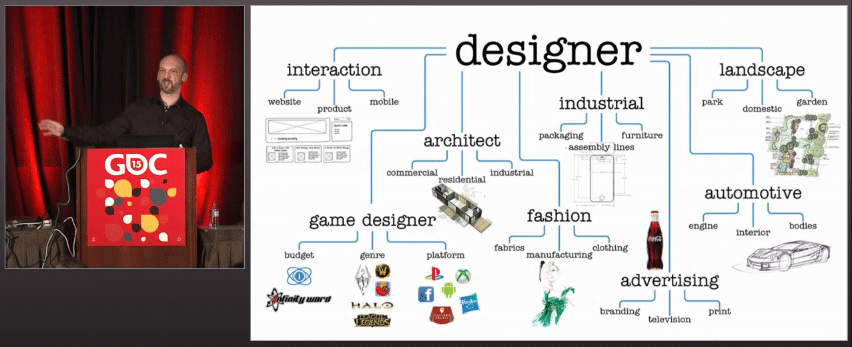 designer
interaction
website
product
mobile
landscape
park
domestic
garden
industrial
packaging
assembly lines
furniture
architect
commercial
residential
industrial
automotive
engine
interior
bodies
game designer
budget
genre
platform
fashion
fabrics
manufacturing
clothing
advertising
branding
television
print
GDC
15
infinity ward
HALO
LEGENDS
Hasbro
Coca-Cola